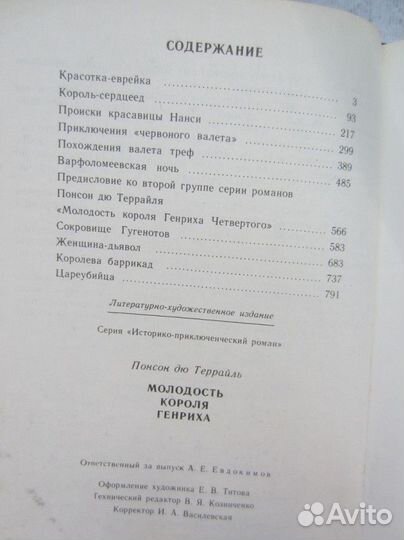 СОДЕРЖАНИЕ
Красотка-еврейка 3
Король-сердцеед 93
Происки красавицы Нанси 217
Приключения «червоного валета» 299
Похождения валета треф 389
Варфоломеевская ночь 485
Предисловие ко второй группе серии романов
Понсон дю Террайля
«Молодость короля Генриха Четвертого» 566
Сокровище Гугенотов 583
Женщина-дьявол 683
Королева баррикад 737
Цареубийца 791
Литературно-художественное издание
Серия «Историко-приключенческий роман»
Понсон дю Террайль
МОЛОДОСТЬ
КОРОЛЯ
ГЕНРИХА
Ответственный за выпуск А. Е. Евдокимов
Оформление художника Е. В. Титова
Технический редактор В. Я. Козниченко
Корректор И. А. Василевская
Avito